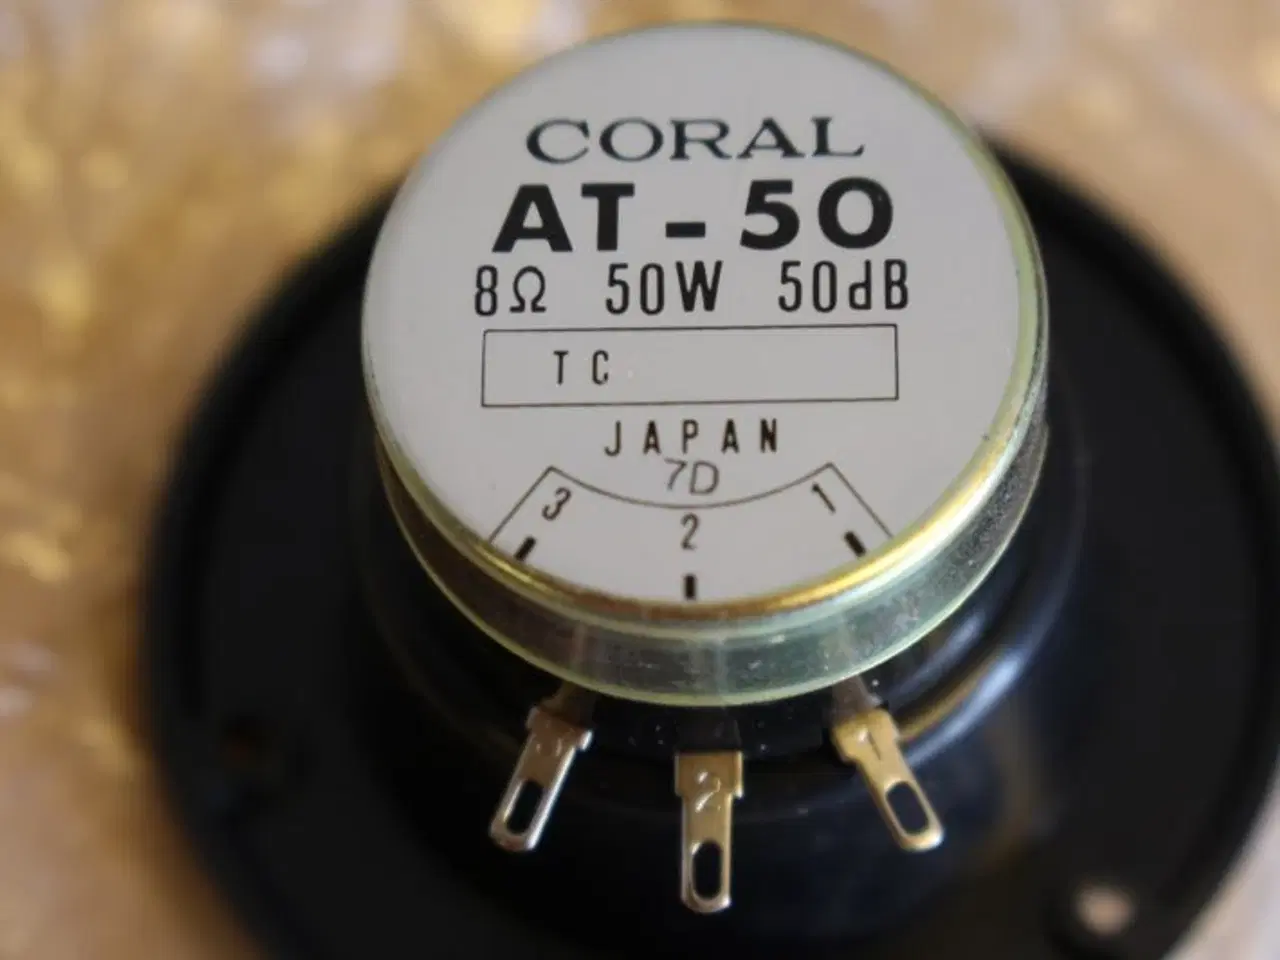 CORAL
AT-50
8Ω 50W 50dB
TC
JAPAN
7D
3 2 1
2 1